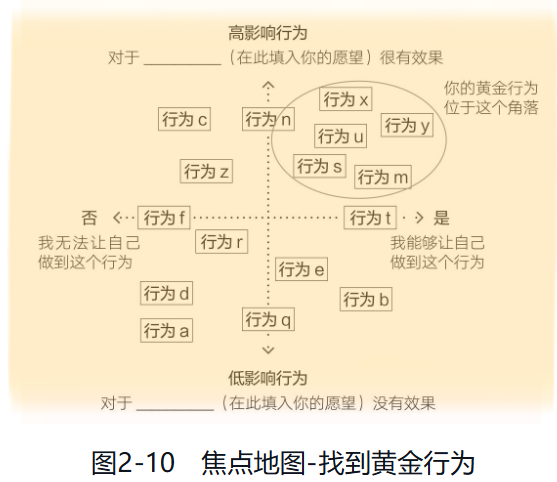 高影响行为
对于 ________ （在此填入你的愿望）很有效果
你的黄金行为
位于这个角落
行为 x
行为 c
行为 n
行为 y
行为 u
行为 z
行为 s
行为 m
否
行为 f
行为 t
是
我无法让自己
做到这个行为
行为 r
我能够让自己
做到这个行为
行为 e
行为 d
行为 b
行为 q
行为 a
低影响行为
对于 ________ （在此填入你的愿望）没有效果
图2-10 焦点地图-找到黄金行为